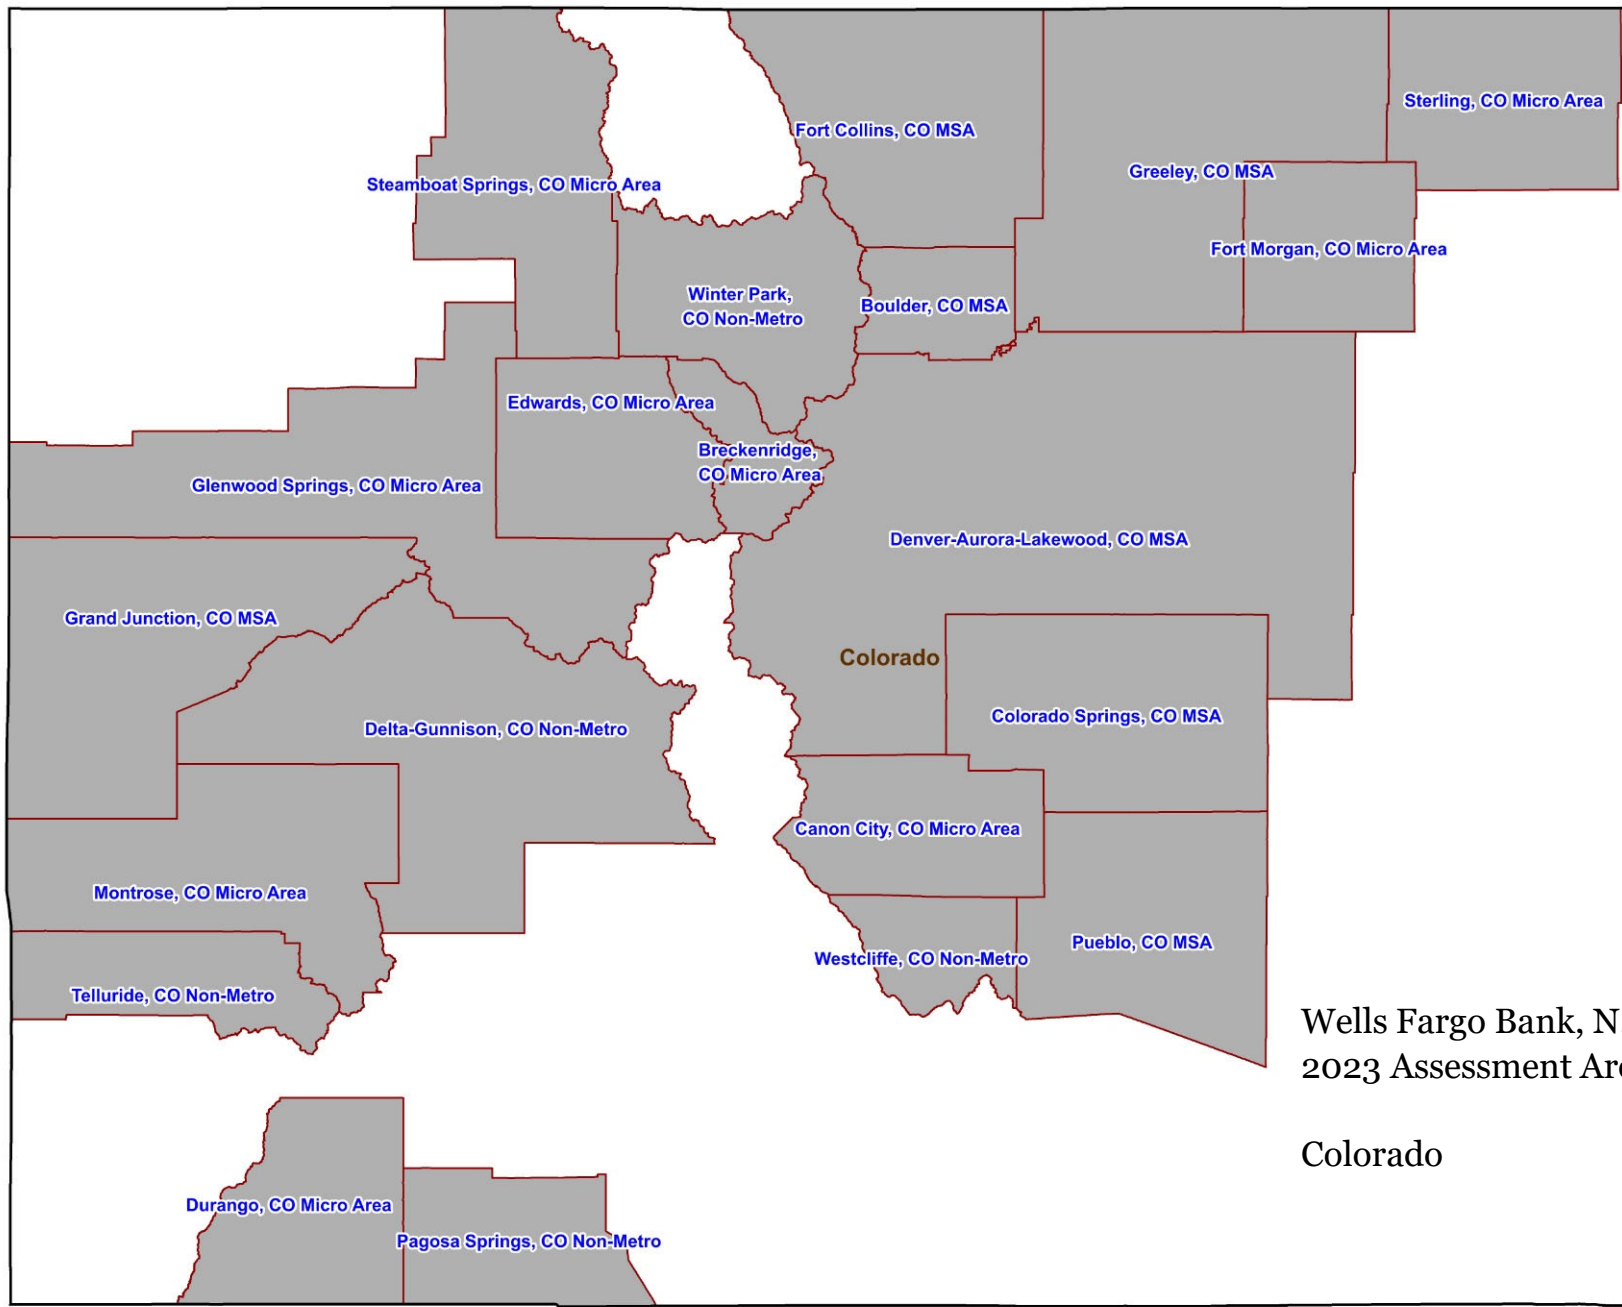 Sterling, CO Micro Area
Fort Collins, CO MSA
Greeley, CO MSA
Steamboat Springs, CO Micro Area
Fort Morgan, CO Micro Area
Winter Park,
CO Non-Metro
Boulder, CO MSA
Edwards, CO Micro Area
Breckenridge,
CO Micro Area
Glenwood Springs, CO Micro Area
Denver-Aurora-Lakewood, CO MSA
Grand Junction, CO MSA
Colorado
Colorado Springs, CO MSA
Delta-Gunnison, CO Non-Metro
Canon City, CO Micro Area
Montrose, CO Micro Area
Pueblo, CO MSA
Westcliffe, CO Non-Metro
Telluride, CO Non-Metro
Wells Fargo Bank, N
2023 Assessment Are
Colorado
Durango, CO Micro Area
Pagosa Springs, CO Non-Metro